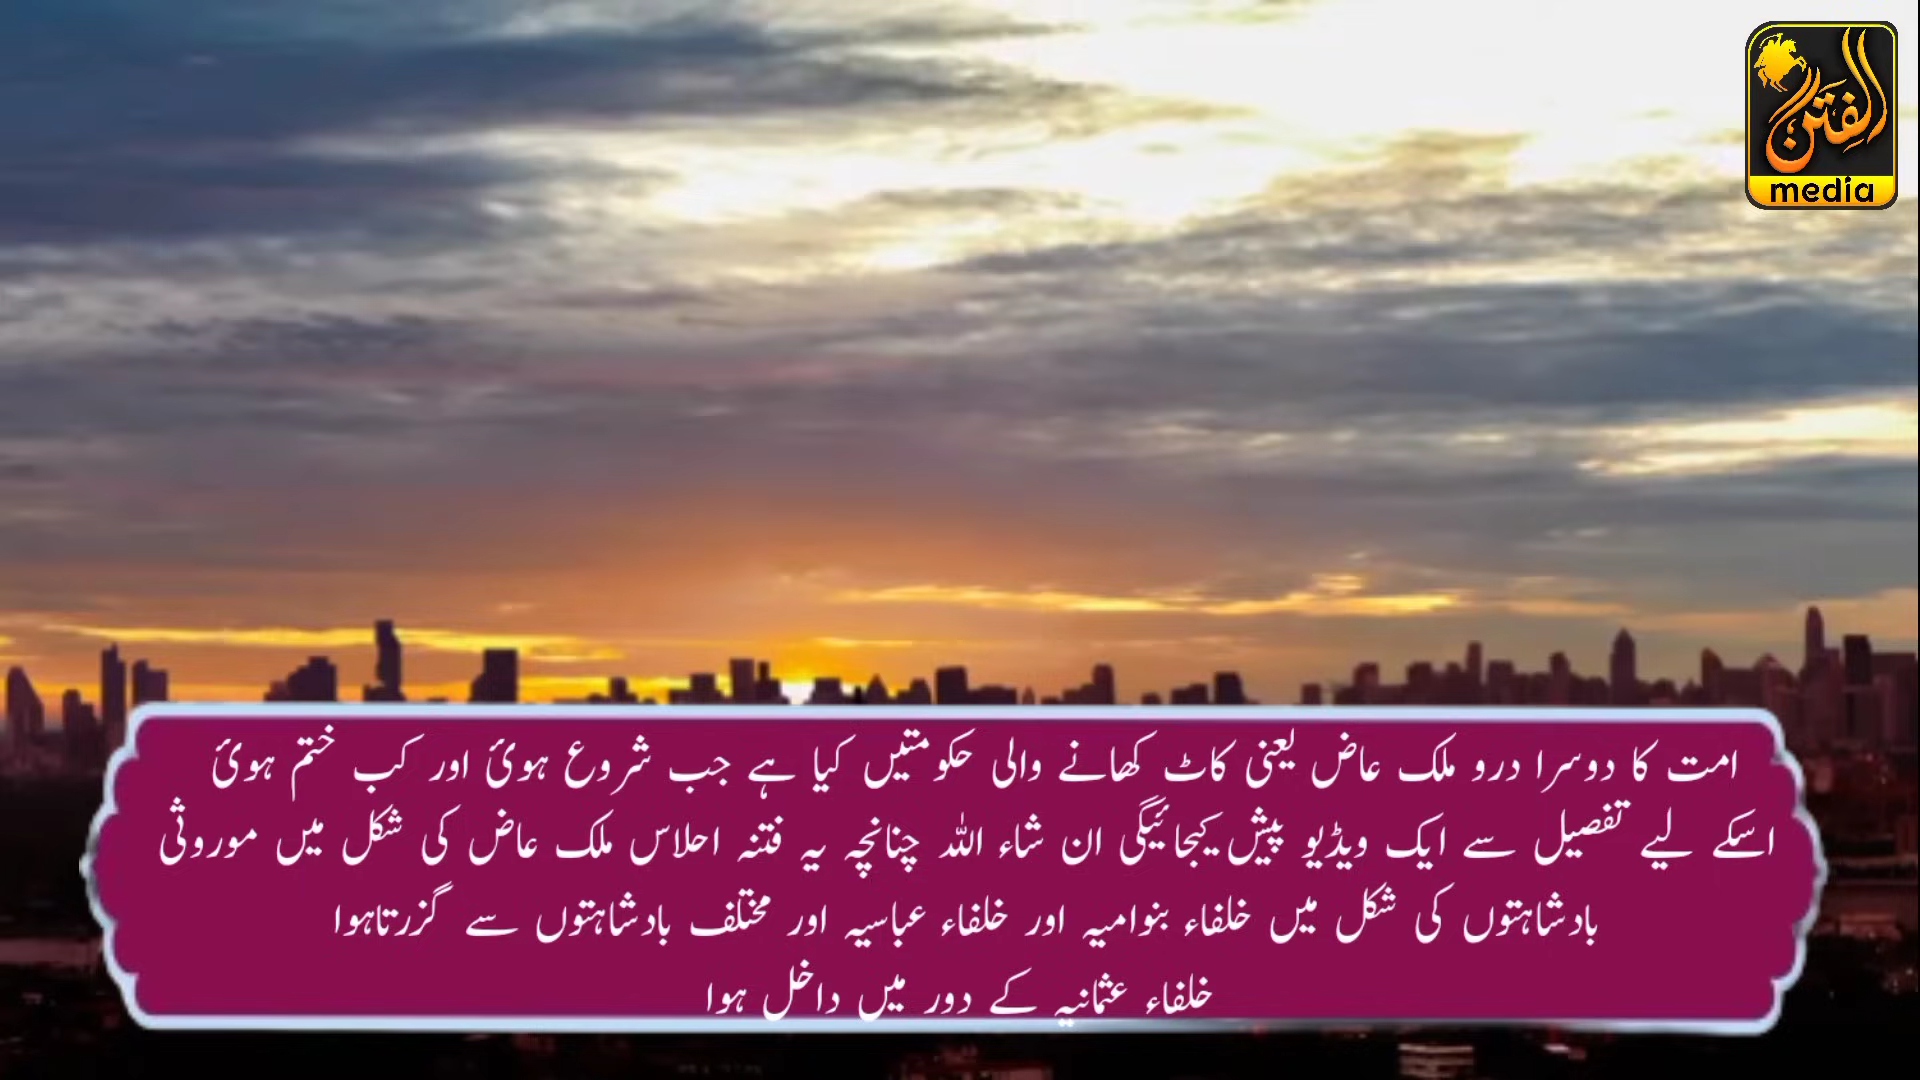 الفتن
media
امت کا دوسرا درو ملک عاض یعنی کاٹ کھانے والی حکومتیں کیا ہے جب شروع ہوئ اور کب ختم ہوئ
اسکے لیے تفصیل سے ایک ویڈیو پیش کیجائیگی ان شاء اللہ چنانچہ یہ فتنہ احلاس ملک عاض کی شکل میں موروثی
بادشاہتوں کی شکل میں خلفاء بنوامیہ اور خلفاء عباسیہ اور مختلف بادشاہتوں سے گزرتاہوا
خلفاء عثمانیہ کے دور میں داخل ہوا